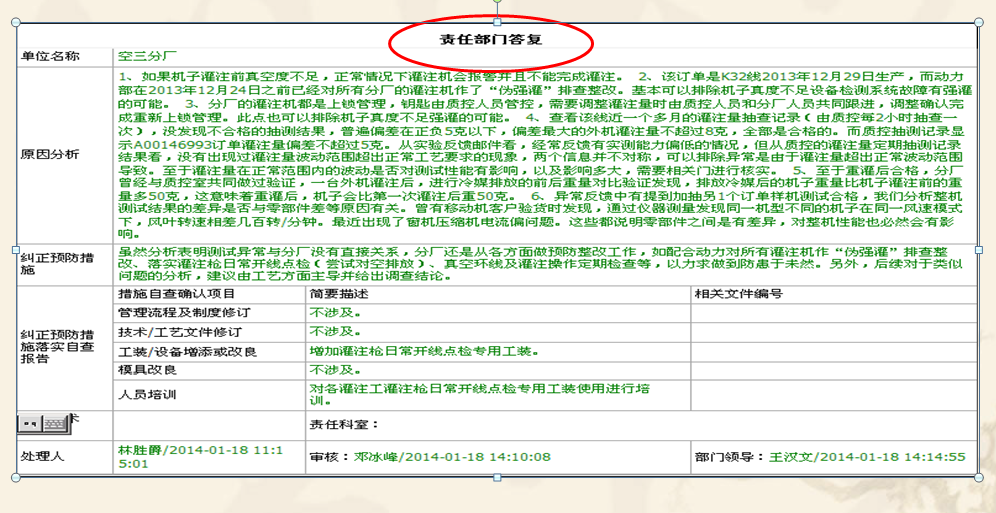 责任部门答复
单位名称 空三分厂
原因分析
1、如果机子灌注前真空度不足，正常情况下灌注机会报警并且不能完成灌注。 2、该订单是K32线2013年12月29日生产，而动力
部在2013年12月24日之前已经对所有分厂的灌注机作了“伪强灌”排查整改。基本可以排除机子真度不足设备检测系统故障有强灌
的可能。 3、分厂的灌注机都是上锁管理，钥匙由质控人员管控，需要调整灌注量时由质控人员和分厂人员共同跟进，调整确认完
成重新上锁管理。此点也可以排除机子真度不足强灌的可能。 4、查看该线近一个多月的灌注量抽查记录（由质控每2小时抽查一
次），没发现不合格的抽测结果，普遍偏差在正负5克以下，偏差最大的外机灌注量不超过8克，全部是合格的。而质控抽测记录显
示A00146993订单灌注量偏差不超过5克。从实验反馈邮件看，经常反馈有实测能力偏低的情况，但从质控的灌注量定期抽测记录
结果看，没有出现过灌注量波动范围超出正常工艺要求的现象，两个信息并不对称，可以排除异常是由于灌注量超出正常波动范围
导致。至于灌注量在正常范围内的波动是否对测试性能有影响，以及影响多大，需要相关门进行核实。 5、至于重灌后合格，分厂
曾经与质控室共同做过验证，一台外机灌注后，进行冷媒排放的前后重量对比验证发现，排放冷媒后的机子重量比机子灌注前的重
量多50克，这意味着重灌后，机子会比第一次灌注后重50克。 6、异常反馈中有提到加抽另1个订单样机测试合格，我们分析整机
测试结果的差异是否与零部件差等原因有关。曾有移动机客户验货时发现，通过仪器测量发现同一机型不同的机子在同一风速模式
下，风叶转速相差几百转/分钟。最近出现了窗机压缩机电流偏问题。这些都说明零部件之间是有差异，对整机性能也必然会有影
响。
纠正预防措
施
虽然分析表明测试异常与分厂没有直接关系，分厂还是从各方面做预防整改工作，如配合动力对所有灌注机作“伪强灌”排查整
改、落实灌注枪日常开线点检（尝试对空排放）、真空环线及灌注操作定期检查等，以力求做到防患于未然。另外，后续对于类似
问题的分析，建议由工艺方面主导并给出调查结论。
纠正预防措
施落实自查
报告
措施自查确认项目 简要描述 相关文件编号
管理流程及制度修订 不涉及。
技术/工艺文件修订 不涉及。
工装/设备增添或改良 增加灌注枪日常开线点检专用工装。
模具改良 不涉及。
人员培训 对各灌注工灌注枪日常开线点检专用工装使用进行培
训。
责任科室：
处理人 林胜爵/2014-01-18 11:1
5:01
审核：邓冰峰/2014-01-18 14:10:08 部门领导：王汉文/2014-01-18 14:14:55